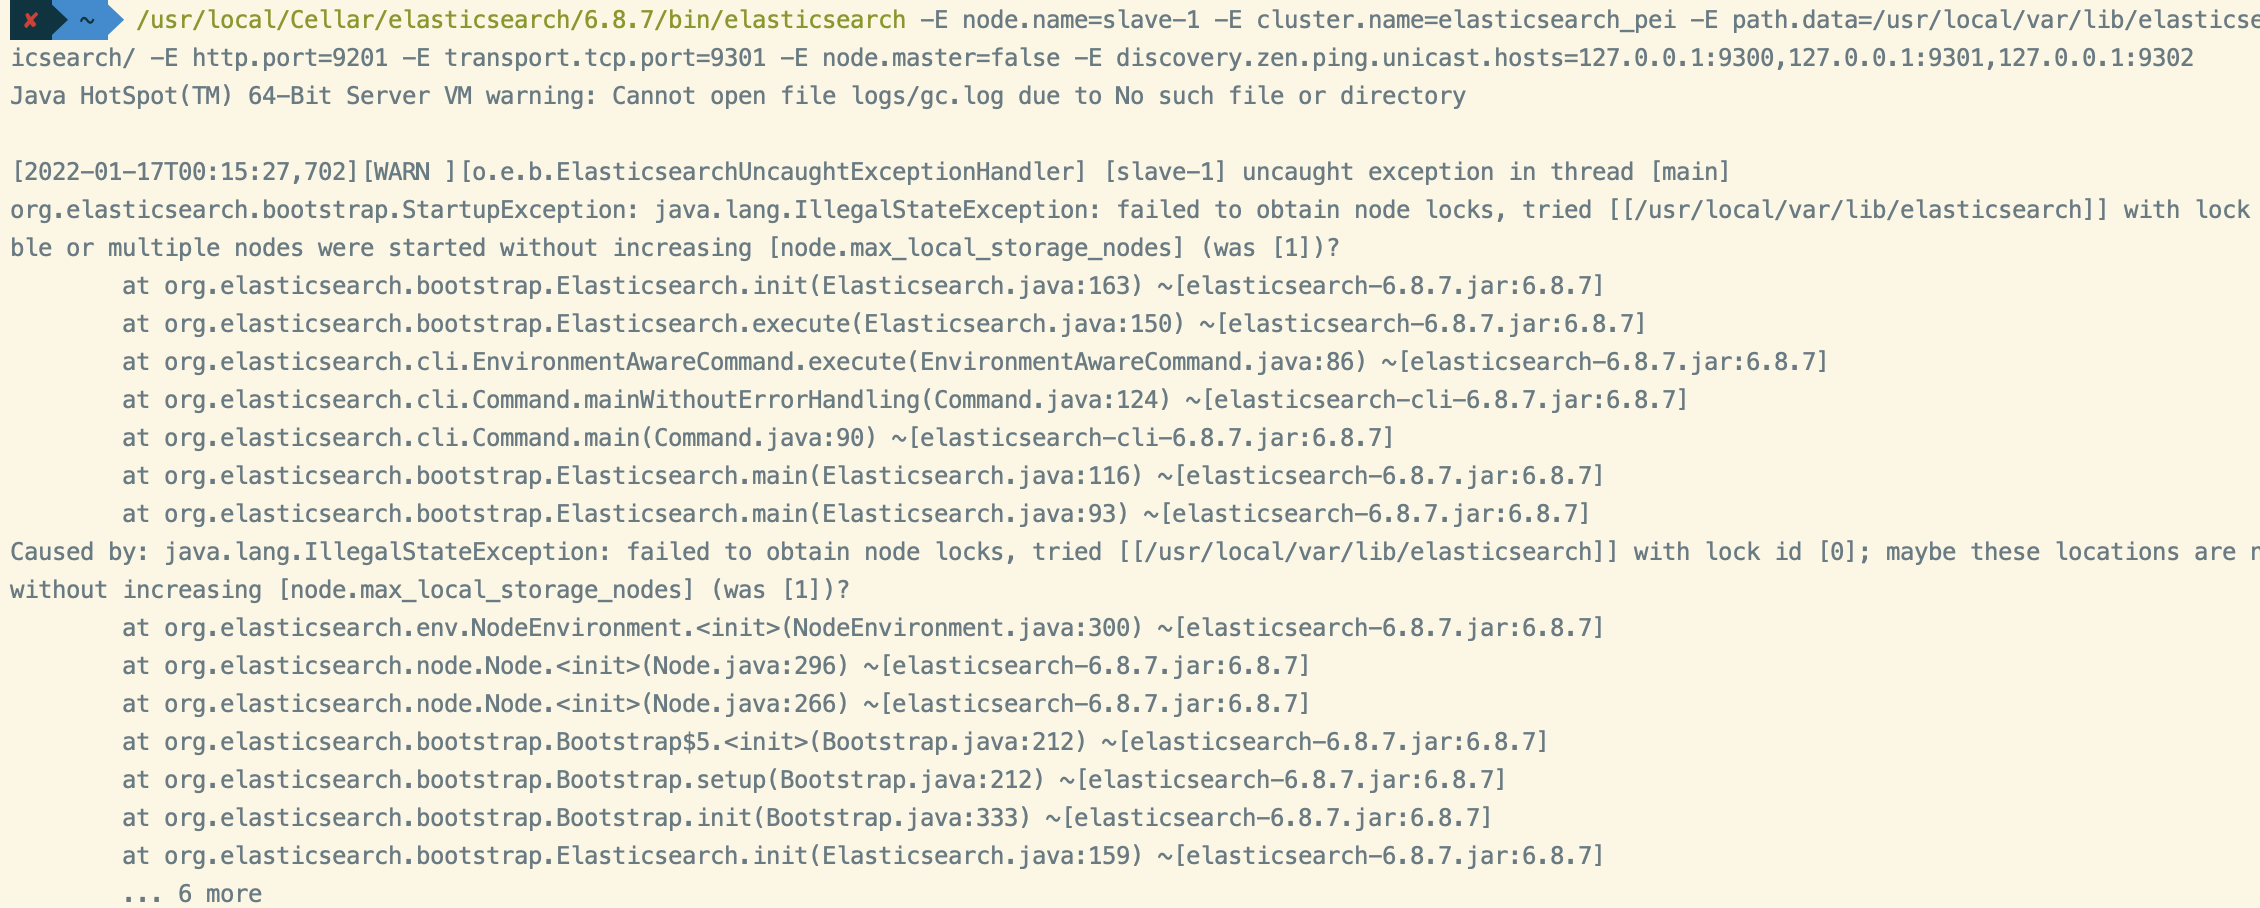 ✘ ~ /usr/local/Cellar/elasticsearch/6.8.7/bin/elasticsearch -E node.name=slave-1 -E cluster.name=elasticsearch_pei -E path.data=/usr/local/var/lib/elasticse
icsearch/ -E http.port=9201 -E transport.tcp.port=9301 -E node.master=false -E discovery.zen.ping.unicast.hosts=127.0.0.1:9300,127.0.0.1:9301,127.0.0.1:9302
Java HotSpot(TM) 64-Bit Server VM warning: Cannot open file logs/gc.log due to No such file or directory
[2022-01-17T00:15:27,702][WARN ][o.e.b.ElasticsearchUncaughtExceptionHandler] [slave-1] uncaught exception in thread [main]
org.elasticsearch.bootstrap.StartupException: java.lang.IllegalStateException: failed to obtain node locks, tried [[/usr/local/var/lib/elasticsearch]] with lock
ble or multiple nodes were started without increasing [node.max_local_storage_nodes] (was [1])?
at org.elasticsearch.bootstrap.Elasticsearch.init(Elasticsearch.java:163) ~[elasticsearch-6.8.7.jar:6.8.7]
at org.elasticsearch.bootstrap.Elasticsearch.execute(Elasticsearch.java:150) ~[elasticsearch-6.8.7.jar:6.8.7]
at org.elasticsearch.cli.EnvironmentAwareCommand.execute(EnvironmentAwareCommand.java:86) ~[elasticsearch-6.8.7.jar:6.8.7]
at org.elasticsearch.cli.Command.mainWithoutErrorHandling(Command.java:124) ~[elasticsearch-cli-6.8.7.jar:6.8.7]
at org.elasticsearch.cli.Command.main(Command.java:90) ~[elasticsearch-cli-6.8.7.jar:6.8.7]
at org.elasticsearch.bootstrap.Elasticsearch.main(Elasticsearch.java:116) ~[elasticsearch-6.8.7.jar:6.8.7]
at org.elasticsearch.bootstrap.Elasticsearch.main(Elasticsearch.java:93) ~[elasticsearch-6.8.7.jar:6.8.7]
Caused by: java.lang.IllegalStateException: failed to obtain node locks, tried [[/usr/local/var/lib/elasticsearch]] with lock id [0]; maybe these locations are
without increasing [node.max_local_storage_nodes] (was [1])?
at org.elasticsearch.env.NodeEnvironment.<init>(NodeEnvironment.java:300) ~[elasticsearch-6.8.7.jar:6.8.7]
at org.elasticsearch.node.Node.<init>(Node.java:296) ~[elasticsearch-6.8.7.jar:6.8.7]
at org.elasticsearch.node.Node.<init>(Node.java:266) ~[elasticsearch-6.8.7.jar:6.8.7]
at org.elasticsearch.bootstrap.Bootstrap$5.<init>(Bootstrap.java:212) ~[elasticsearch-6.8.7.jar:6.8.7]
at org.elasticsearch.bootstrap.Bootstrap.setup(Bootstrap.java:212) ~[elasticsearch-6.8.7.jar:6.8.7]
at org.elasticsearch.bootstrap.Bootstrap.init(Bootstrap.java:333) ~[elasticsearch-6.8.7.jar:6.8.7]
at org.elasticsearch.bootstrap.Elasticsearch.init(Elasticsearch.java:159) ~[elasticsearch-6.8.7.jar:6.8.7]
... 6 more